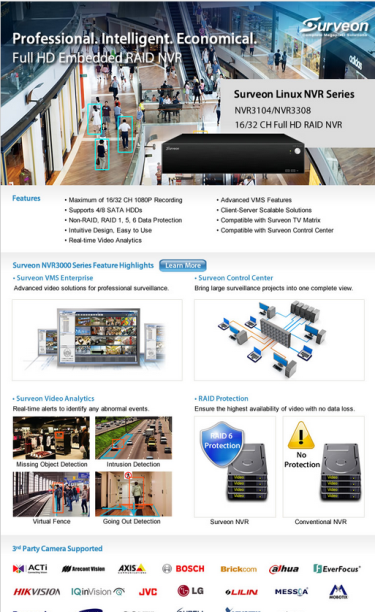 Surveon
Complete Megapixel Solutions
Professional. Intelligent. Economical.
Full HD Embedded RAID NVR
Surveon Linux NVR Series
NVR3104/NVR3308
16/32 CH Full HD RAID NVR
adidas
Surveon
Features
• Maximum of 16/32 CH 1080P Recording
• Supports 4/8 SATA HDDs
• Non-RAID, RAID 1, 5, 6 Data Protection
• Intuitive Design, Easy to Use
• Real-time Video Analytics
• Advanced VMS Features
• Client-Server Scalable Solutions
• Compatible with Surveon TV Matrix
• Compatible with Surveon Control Center
Surveon NVR3000 Series Feature Highlights
Learn More
• Surveon VMS Enterprise
Advanced video solutions for professional surveillance.
• Surveon Control Center
Bring large surveillance projects into one complete view.
• Surveon Video Analytics
Real-time alerts to identify any abnormal events.
Missing Object Detection
Intrusion Detection
Virtual Fence
Going Out Detection
• RAID Protection
Ensure the highest availability of video with no data loss.
RAID 6
Protection
Surveon NVR
!
No
Protection
Conventional NVR
3rd Party Camera Supported
ACTi
Arecont Vision
AXIS
BOSCH
Brickcom
alhua
EverFocus
HIKVISION
IQinVision
JVC
LG
LILIN
MESSOA
MOBOTIX